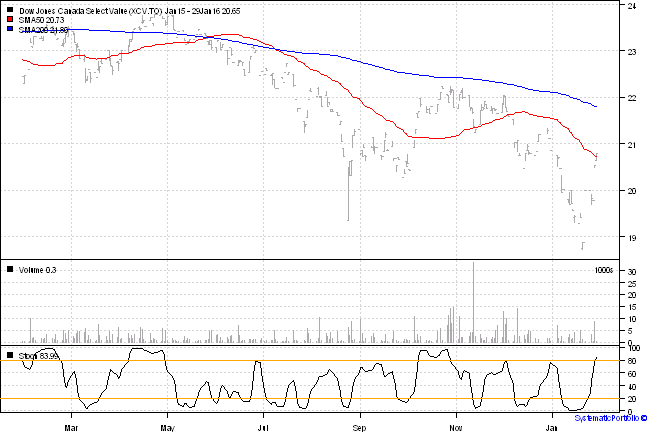 Dow Jones Canada Select Value (XCV.TO) Jan 15 - 29Jan16 20.65
SMA50 20.73
SMA200 21.80
24
23
22
21
20
19
Volume 0.3
1000s
30
25
20
15
10
5
0
Stoch 83.99
100
80
60
40
20
0
Mar
May
Jul
Sep
Nov
Jan
SystematicPortfolio ©